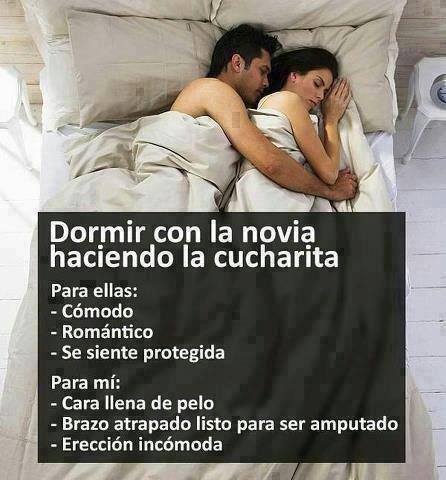 Dormir con la novia
haciendo la cucharita
Para ellas:
- Cómodo
- Romántico
- Se siente protegida
Para mí:
- Cara llena de pelo
- Brazo atrapado listo para ser amputado
- Erección incómoda